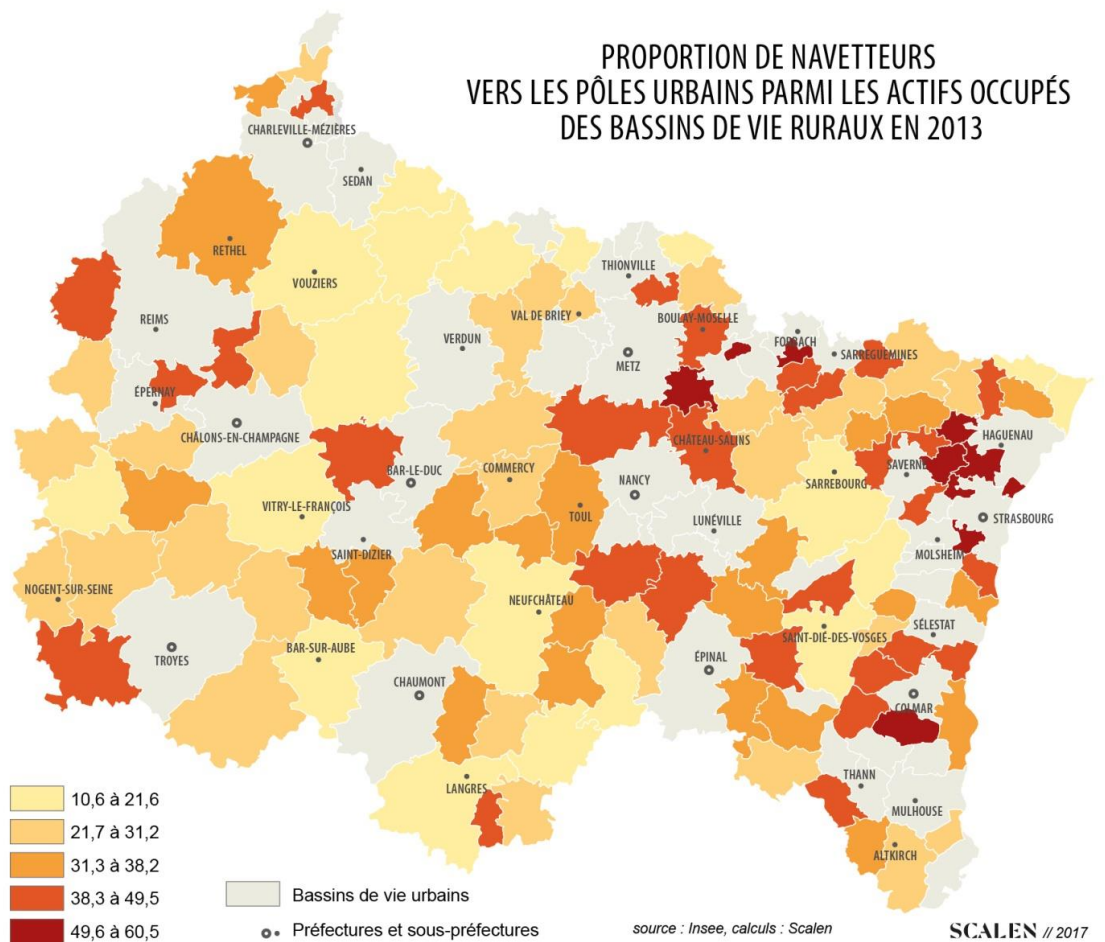 PROPORTION DE NAVETTEURS
VERS LES PÔLES URBAINS PARMI LES ACTIFS OCCUPÉS
DES BASSINS DE VIE RURAUX EN 2013
CHARLEVILLE-MÉZIÈRES
SEDAN
RETHEL
VOUZIERS
THIONVILLE
REIMS
VAL DE BRIEY
BOULAY-MOSELLE
VERDUN
FORBACH
SARREGUEMINES
METZ
ÉPERNAY
CHÂLONS-EN-CHAMPAGNE
CHÂTEAU-SALINS
HAGUENAU
BAR-LE-DUC
COMMERCY
SAVERNE
SARREBOURG
NANCY
VITRY-LE-FRANÇOIS
TOUL
STRASBOURG
LUNÉVILLE
SAINT-DIZIER
MOLSHEIM
NOGENT-SUR-SEINE
NEUFCHÂTEAU
SÉLESTAT
SAINT-DIÉ-DES-VOSGES
TROYES
BAR-SUR-AUBE
ÉPINAL
CHAUMONT
COLMAR
THANN
LANGRES
MULHOUSE
ALTKIRCH
10,6 à 21,6
21,7 à 31,2
31,3 à 38,2
38,3 à 49,5
49,6 à 60,5
Bassins de vie urbains
Préfectures et sous-préfectures
source : Insee, calculs : Scalen
SCALEN // 2017